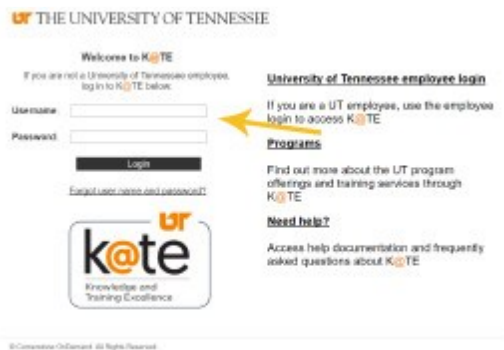 UT THE UNIVERSITY OF TENNESSEE
Welcome to K@TE
If you are not a University of Tennessee employee,
log in to K@TE below.
Username
Password
Login
Forgot user name and password?
UT
k@te
Knowledge and
Training Excellence
University of Tennessee employee login
If you are a UT employee, use the employee
login to access K@TE
Programs
Find out more about the UT program
offerings and training services through
K@TE
Need help?
Access help documentation and frequently
asked questions about K@TE
© Cornerstone OnDemand. All Rights Reserved.